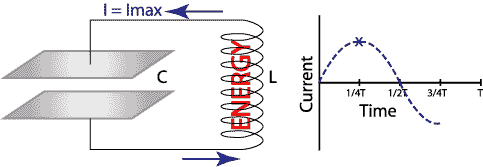 I = Imax
C
ENERGY
L
Current
1/4T
1/2T
3/4T
T
Time